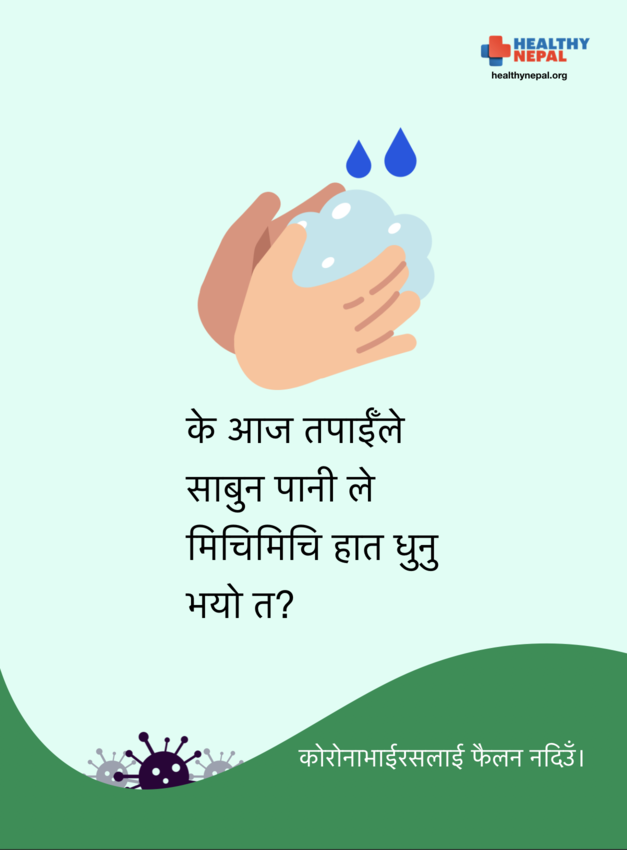 HEALTHY
NEPAL
healthynepal.org
के आज तपाईँले
साबुन पानी ले
मिचिमिचि हात धुनु
भयो त?
कोरोनाभाईरसलाई फैलन नदिउँ।